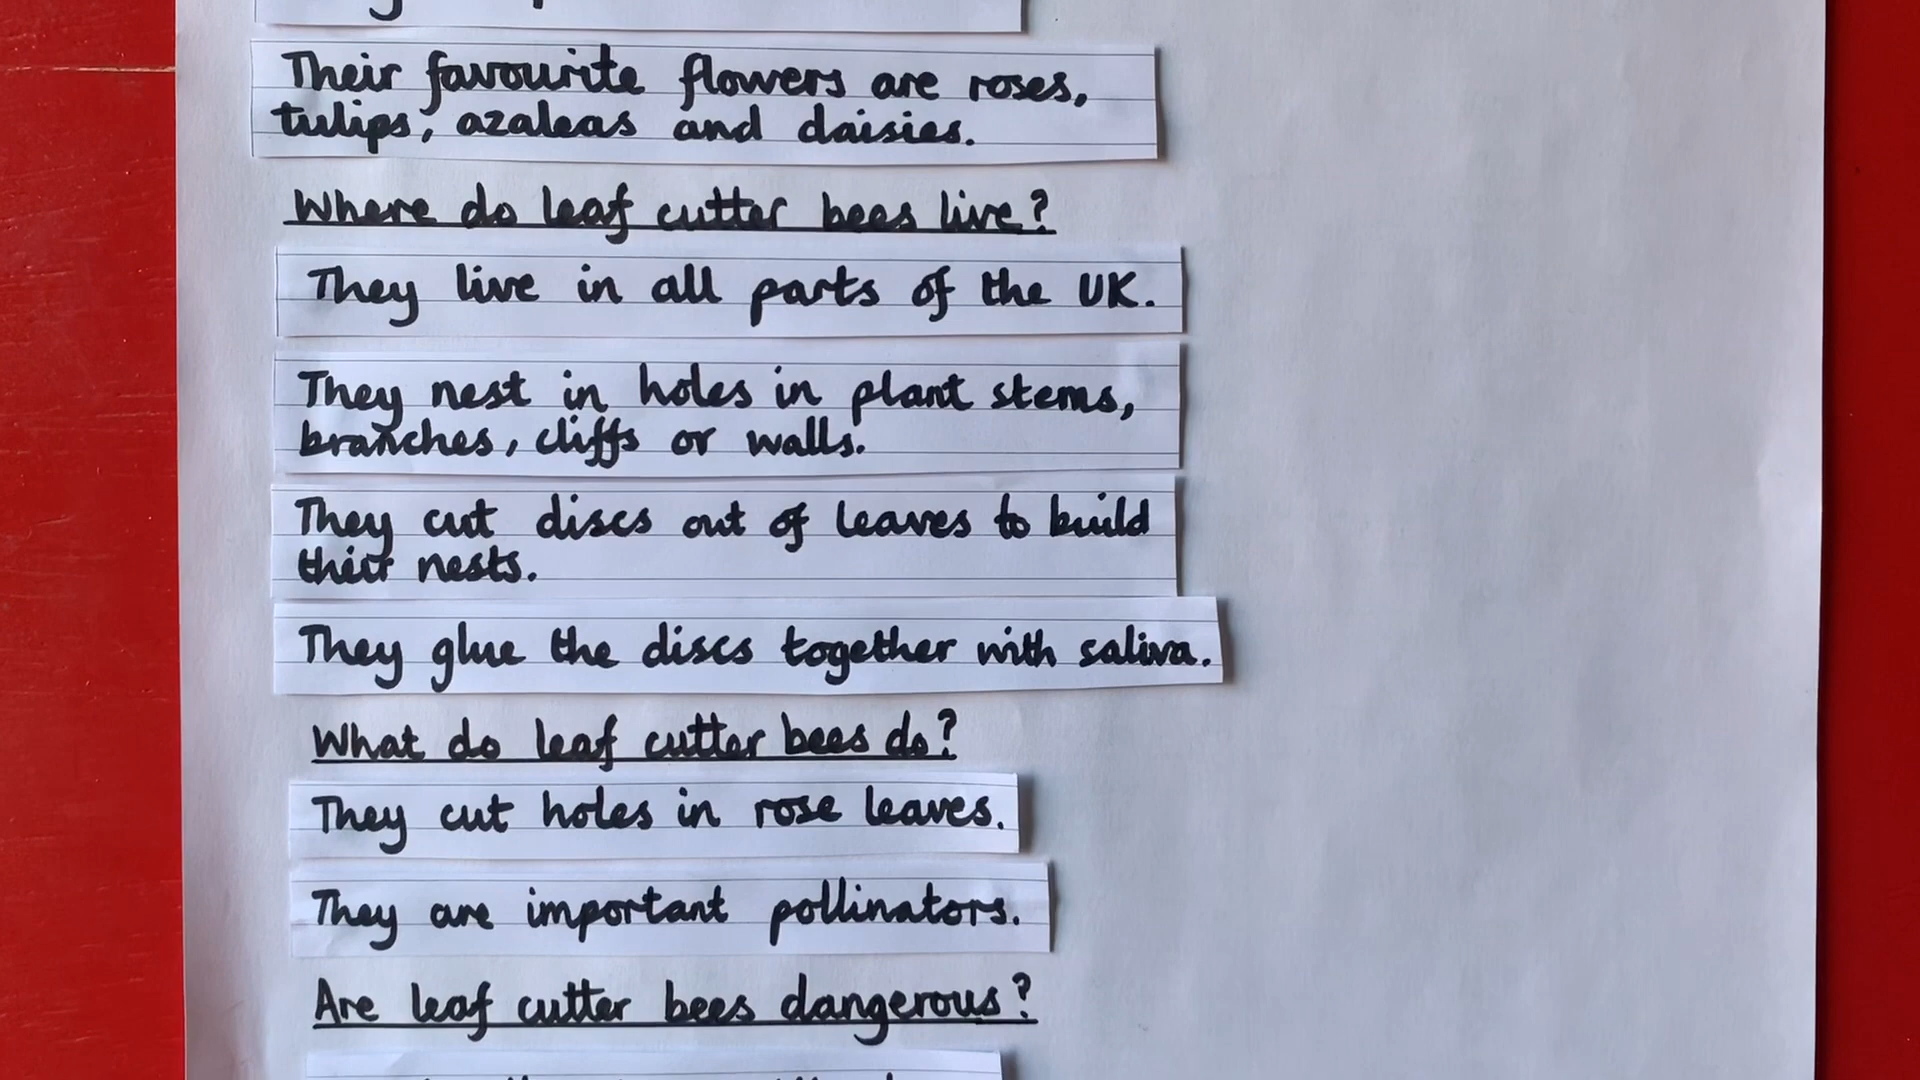 Their favourite flowers are roses,
tulips, azaleas and daisies.
Where do leaf cutter bees live?
They live in all parts of the UK.
They nest in holes in plant stems,
branches, cliffs or walls.
They cut discs out of leaves to build
their nests.
They glue the discs together with saliva.
What do leaf cutter bees do?
They cut holes in rose leaves.
They are important pollinators.
Are leaf cutter bees dangerous?